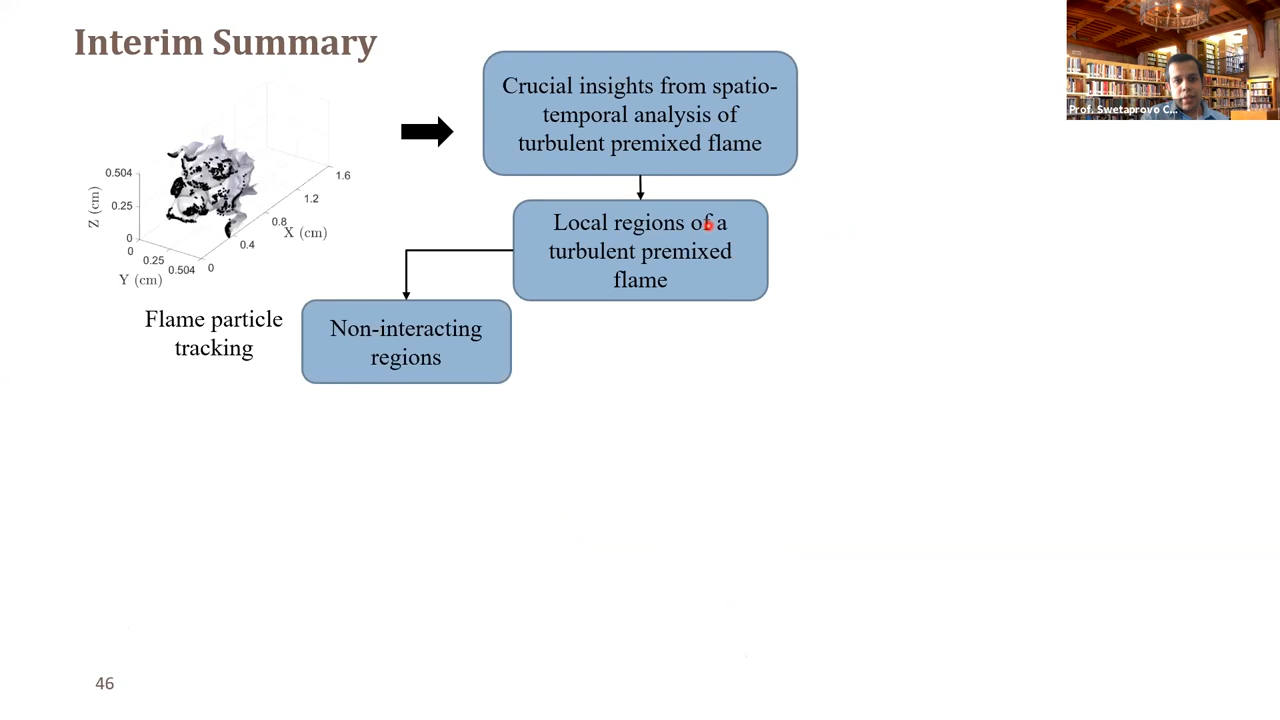 Interim Summary
Crucial insights from spatio-
temporal analysis of
turbulent premixed flame
Prof. Swetaprovo C...
Z (cm)
0.504
0.25
0
0
0.25
0.504
Y (cm)
0
0.4
0.8
1.2
1.6
X (cm)
Local regions of a
turbulent premixed
flame
Flame particle
tracking
Non-interacting
regions
46